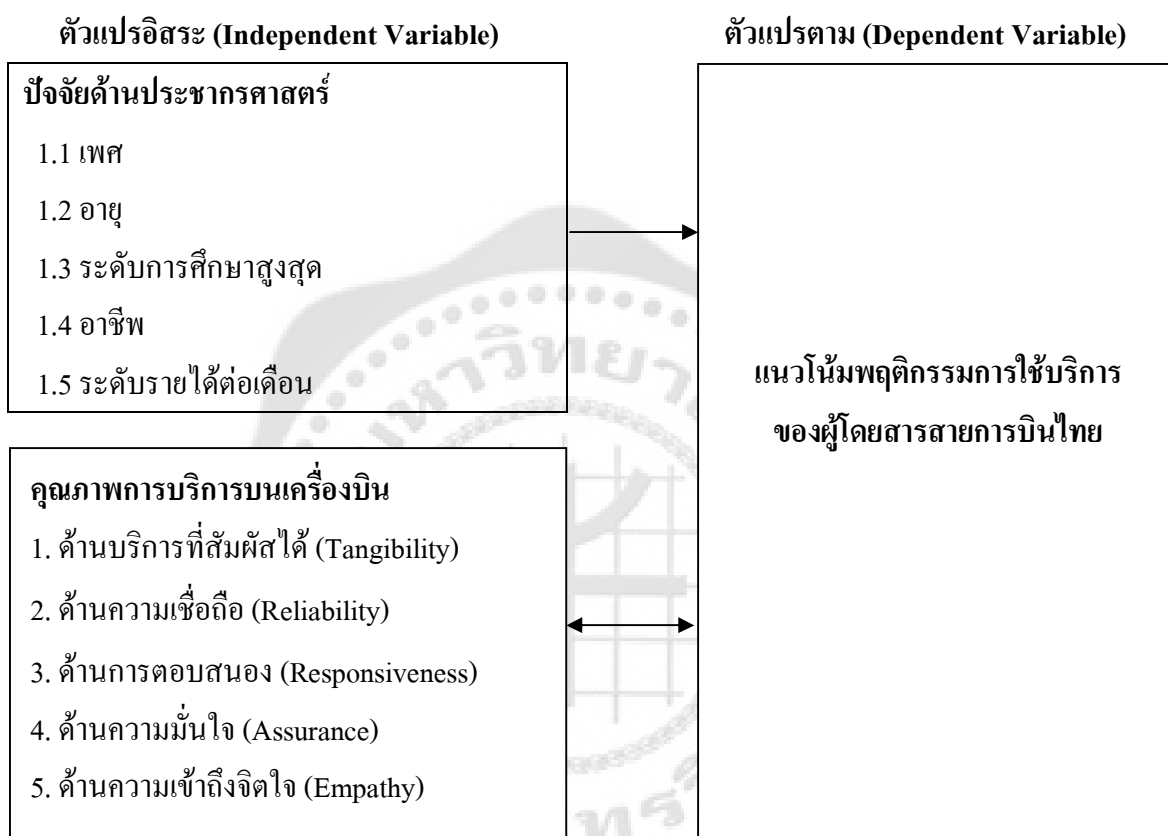 ตัวแปรอิสระ (Independent Variable)
ปัจจัยด้านประชากรศาสตร์
1.1 เพศ
1.2 อายุ
1.3 ระดับการศึกษาสูงสุด
1.4 อาชีพ
1.5 ระดับรายได้ต่อเดือน
คุณภาพการบริการบนเครื่องบิน
1. ด้านบริการที่สัมผัสได้ (Tangibility)
2. ด้านความเชื่อถือ (Reliability)
3. ด้านการตอบสนอง (Responsiveness)
4. ด้านความมั่นใจ (Assurance)
5. ด้านความเข้าถึงจิตใจ (Empathy)
ตัวแปรตาม (Dependent Variable)
แนวโน้มพฤติกรรมการใช้บริการ
ของผู้โดยสารสายการบินไทย